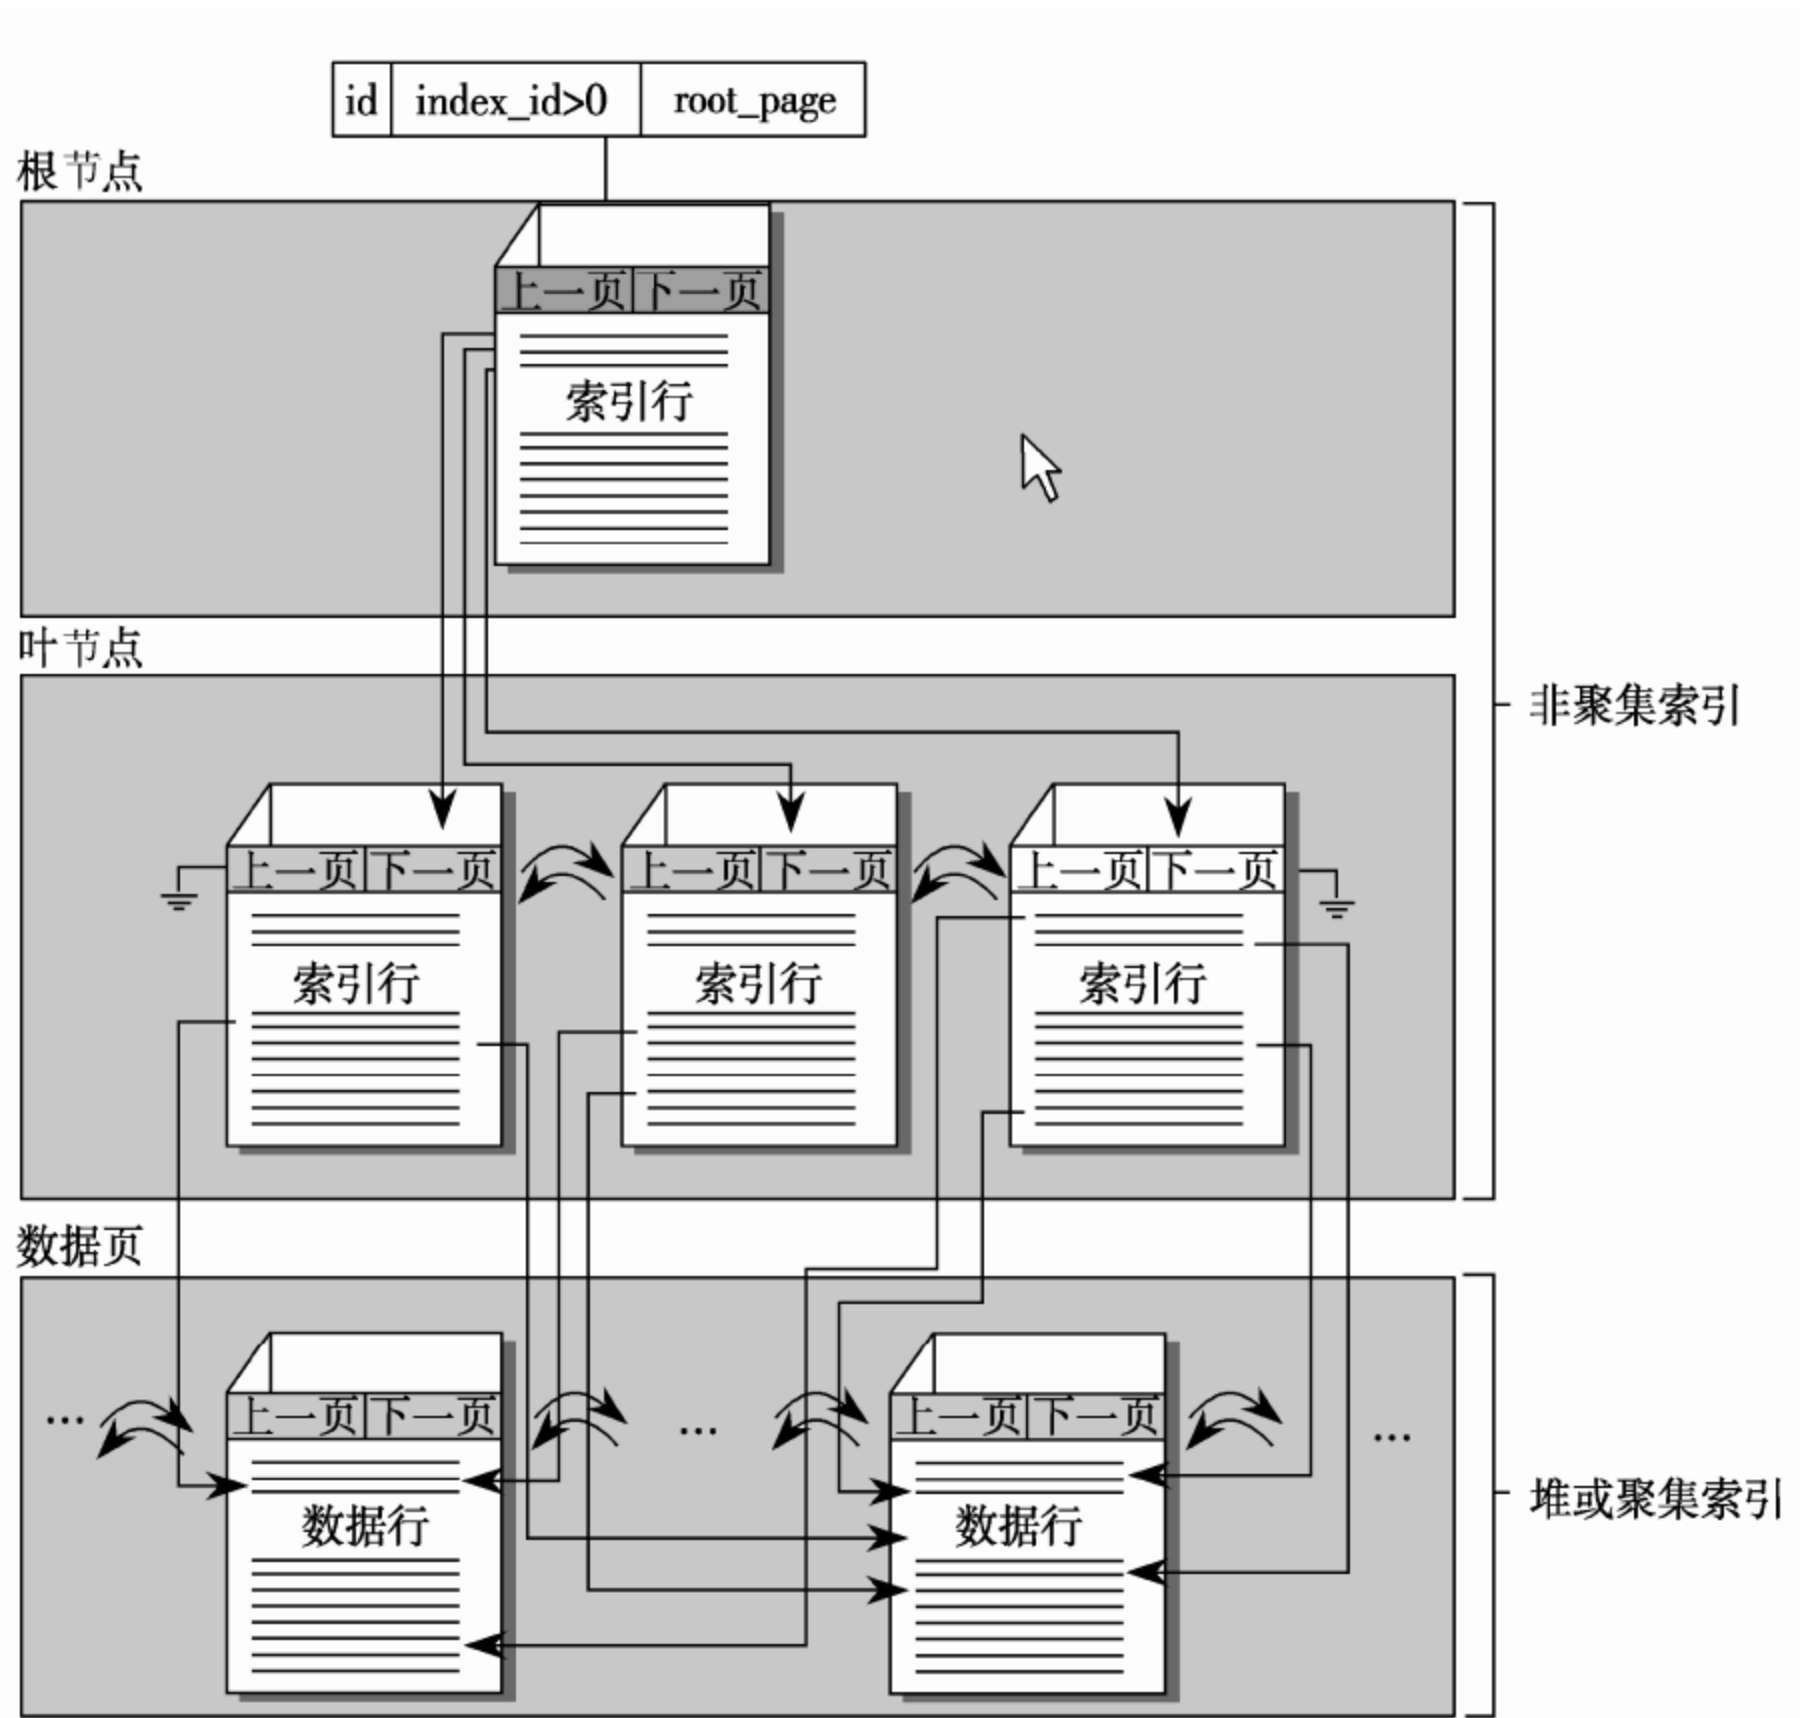 id index_id>0 root_page
根节点
上一页 下一页
索引行
叶节点
非聚集索引
上一页 下一页 上一页 下一页 上一页 下一页
索引行 索引行 索引行
数据页
... 上一页 下一页 ... 上一页 下一页 ...
数据行 数据行
堆或聚集索引